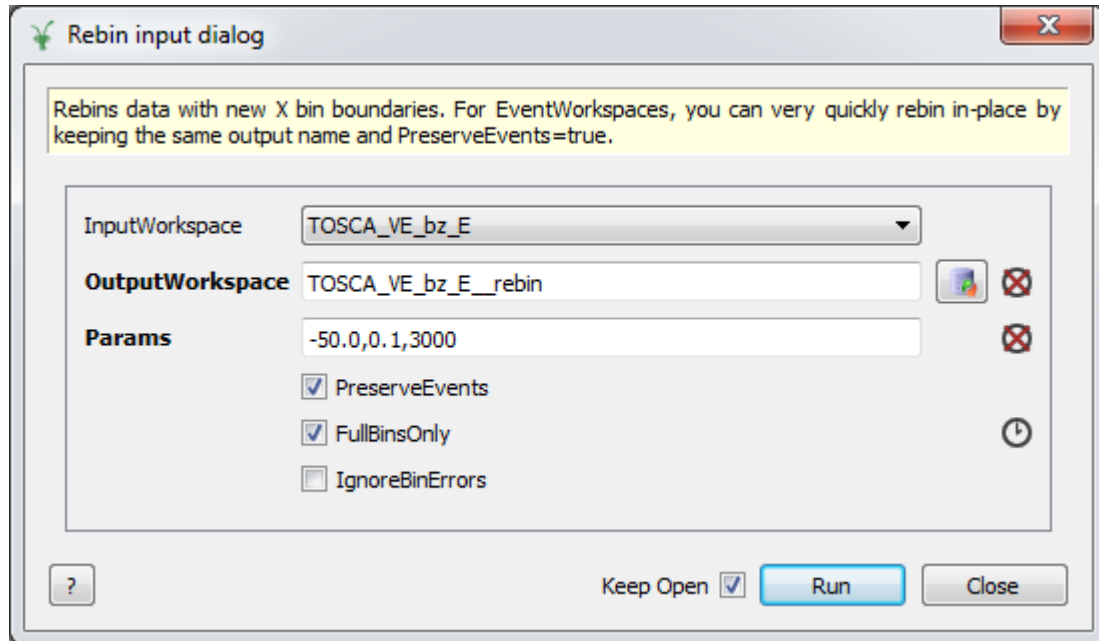 Rebin input dialog
Rebins data with new X bin boundaries. For EventWorkspaces, you can very quickly rebin in-place by
keeping the same output name and PreserveEvents=true.
InputWorkspace TOSCA_VE_bz_E
OutputWorkspace TOSCA_VE_bz_E__rebin
Params -50.0,0.1,3000
PreserveEvents
FullBinsOnly
IgnoreBinErrors
? Keep Open Run Close